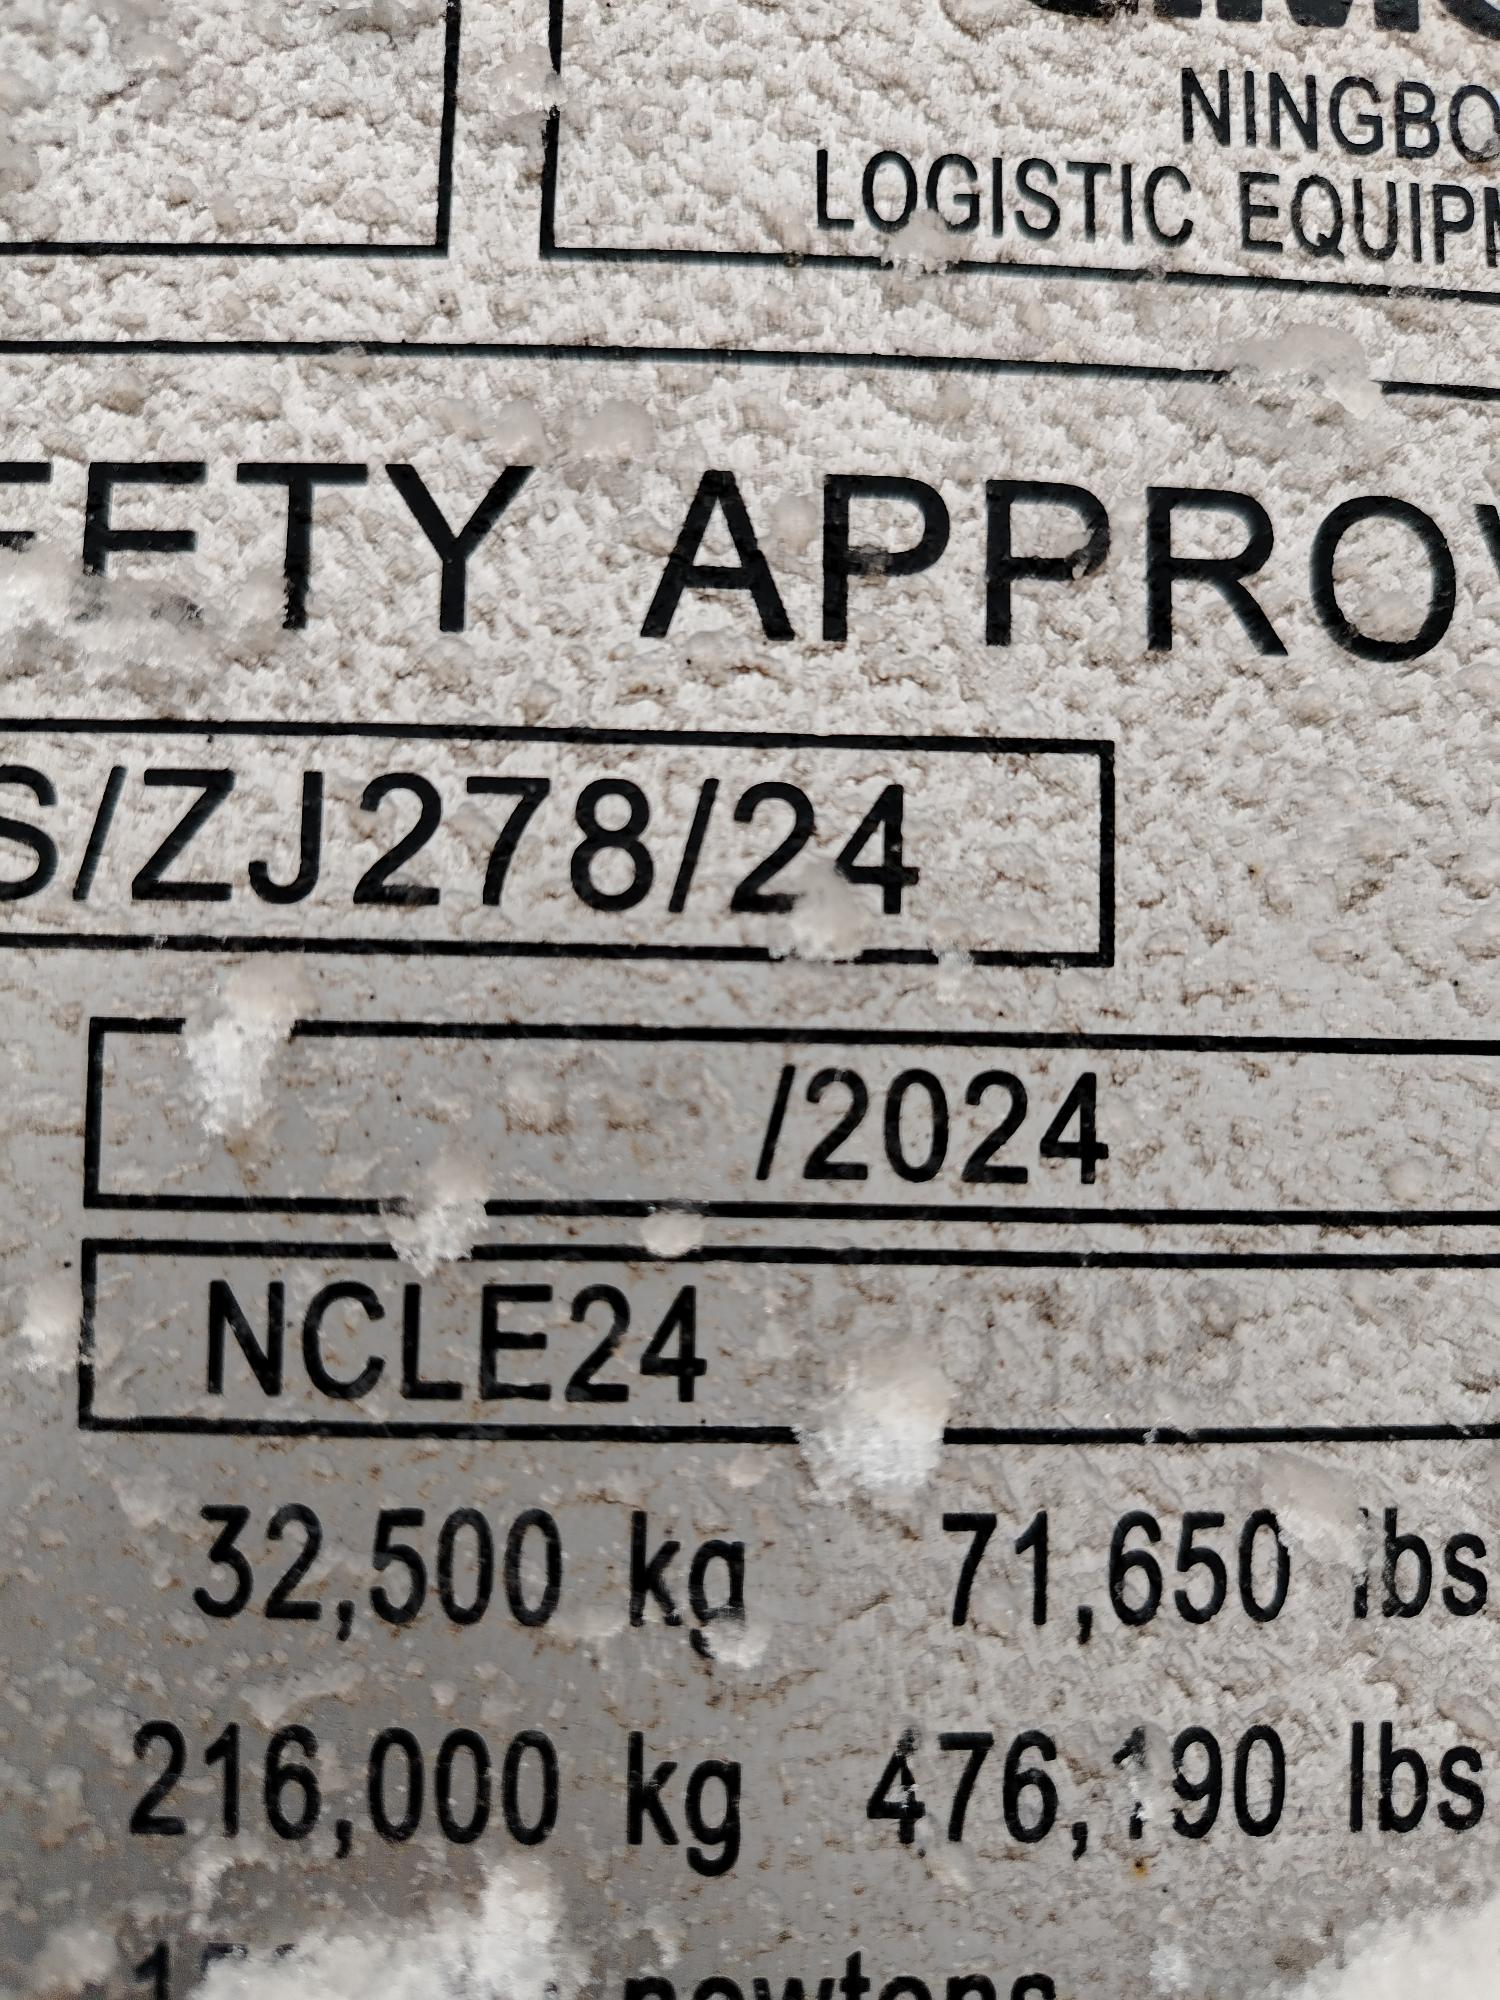 NINGBO
LOGISTIC EQUIPM
FETY APPROV
S/ZJ278/24
/2024
NCLE24
32,500 kg 71,650 lbs
216,000 kg 476,190 lbs
newtons